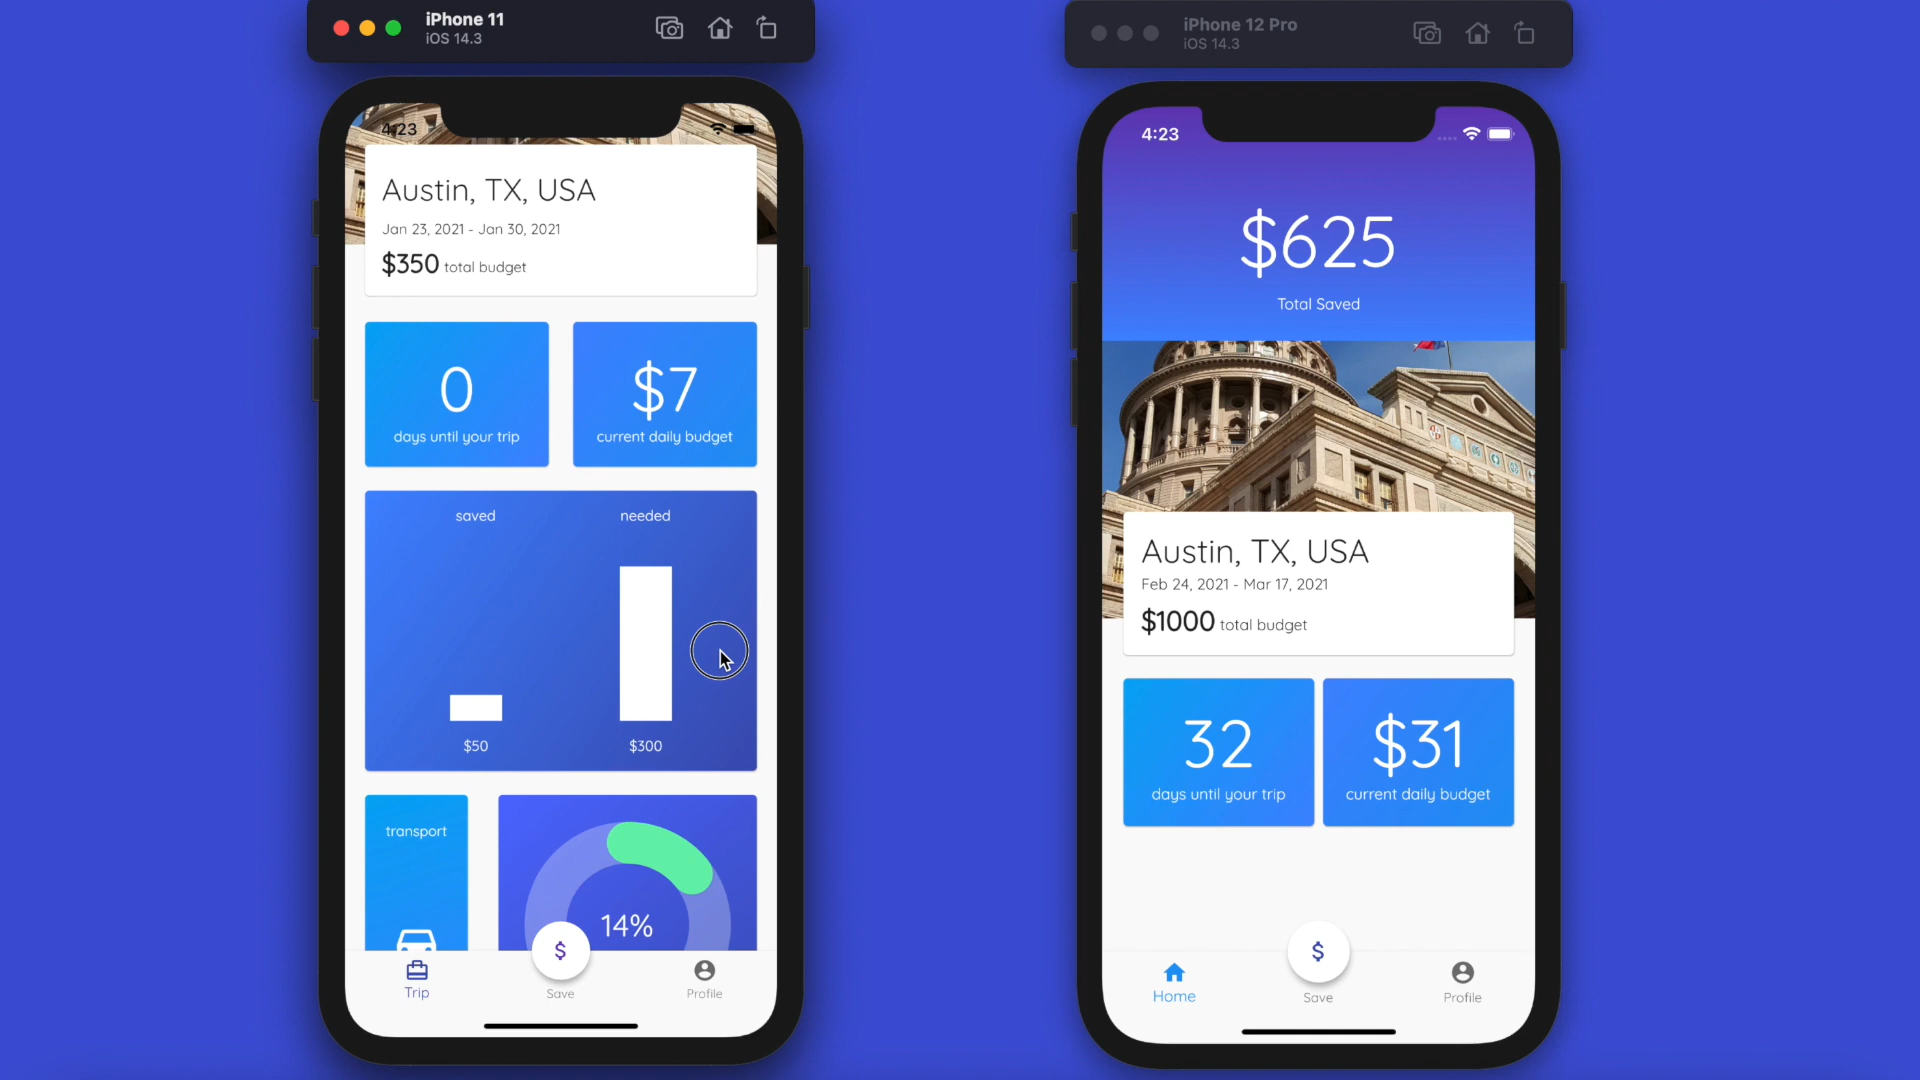 iPhone 11
iOS 14.3
4:23
Austin, TX, USA
Jan 23, 2021 - Jan 30, 2021
$350 total budget
0
days until your trip
$7
current daily budget
saved
needed
$50
$300
transport
14%
$
Trip
Save
Profile
iPhone 12 Pro
iOS 14.3
4:23
$625
Total Saved
Austin, TX, USA
Feb 24, 2021 - Mar 17, 2021
$1000 total budget
32
days until your trip
$31
current daily budget
$
Home
Save
Profile